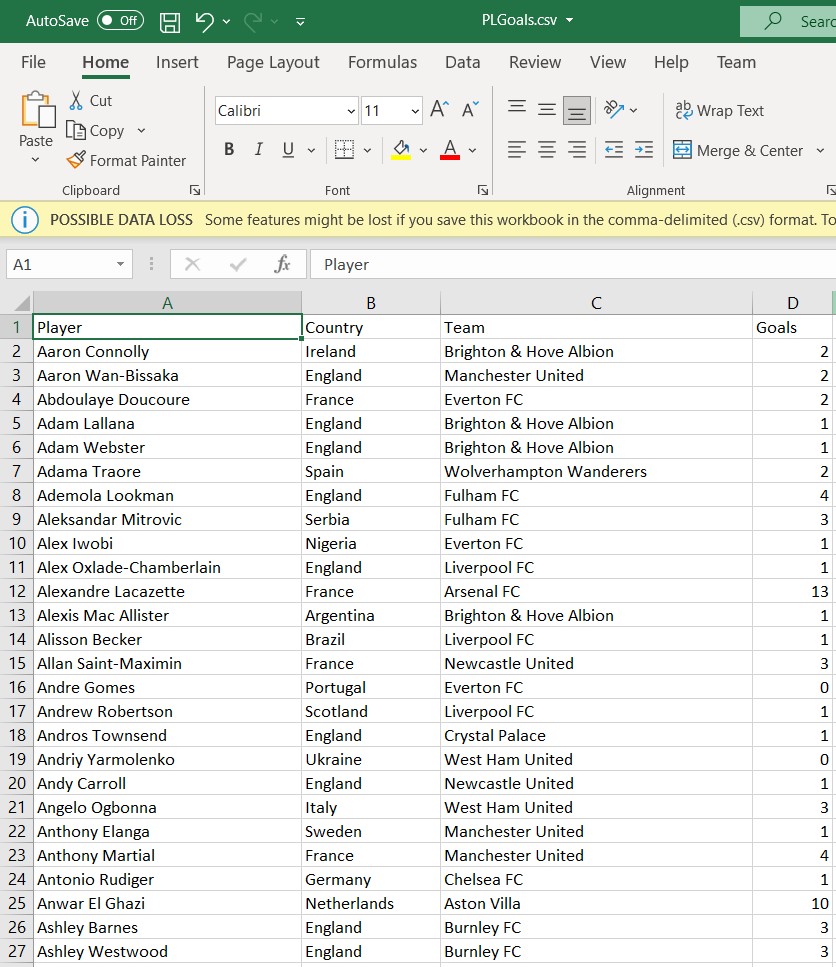 AutoSave Off PLGoals.csv
File Home Insert Page Layout Formulas Data Review View Help Team
Paste
Cut
Copy
Format Painter
Clipboard
Calibri 11
B I U A
Font
ab Wrap Text
Merge & Center
Alignment
POSSIBLE DATA LOSS Some features might be lost if you save this workbook in the comma-delimited (.csv) format.
A1 fx Player
A B C D
1 Player Country Team Goals
2 Aaron Connolly Ireland Brighton & Hove Albion 2
3 Aaron Wan-Bissaka England Manchester United 2
4 Abdoulaye Doucoure France Everton FC 2
5 Adam Lallana England Brighton & Hove Albion 1
6 Adam Webster England Brighton & Hove Albion 1
7 Adama Traore Spain Wolverhampton Wanderers 2
8 Ademola Lookman England Fulham FC 4
9 Aleksandar Mitrovic Serbia Fulham FC 3
10 Alex Iwobi Nigeria Everton FC 1
11 Alex Oxlade-Chamberlain England Liverpool FC 1
12 Alexandre Lacazette France Arsenal FC 13
13 Alexis Mac Allister Argentina Brighton & Hove Albion 1
14 Alisson Becker Brazil Liverpool FC 1
15 Allan Saint-Maximin France Newcastle United 3
16 Andre Gomes Portugal Everton FC 0
17 Andrew Robertson Scotland Liverpool FC 1
18 Andros Townsend England Crystal Palace 1
19 Andriy Yarmolenko Ukraine West Ham United 0
20 Andy Carroll England Newcastle United 1
21 Angelo Ogbonna Italy West Ham United 3
22 Anthony Elanga Sweden Manchester United 1
23 Anthony Martial France Manchester United 4
24 Antonio Rudiger Germany Chelsea FC 1
25 Anwar El Ghazi Netherlands Aston Villa 10
26 Ashley Barnes England Burnley FC 3
27 Ashley Westwood England Burnley FC 3